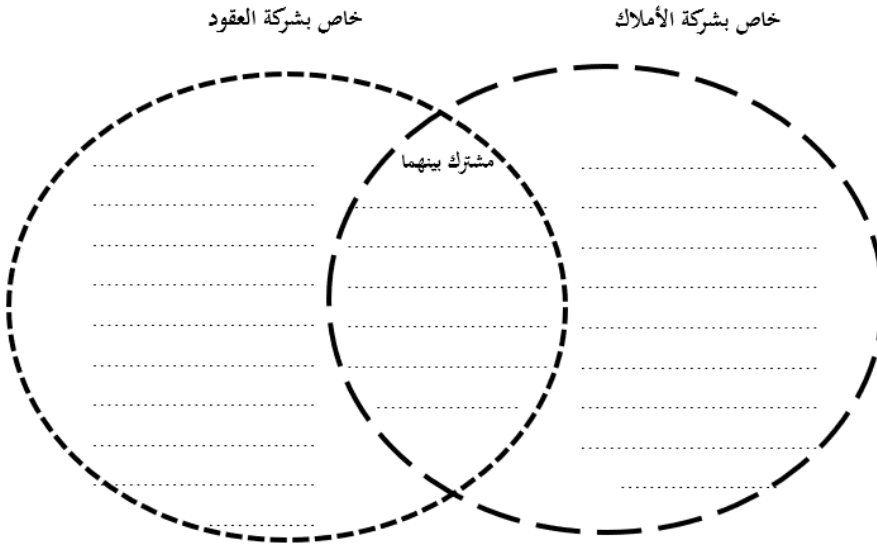 خاص بشركة الأملاك
خاص بشركة العقود
مشترك بينهما